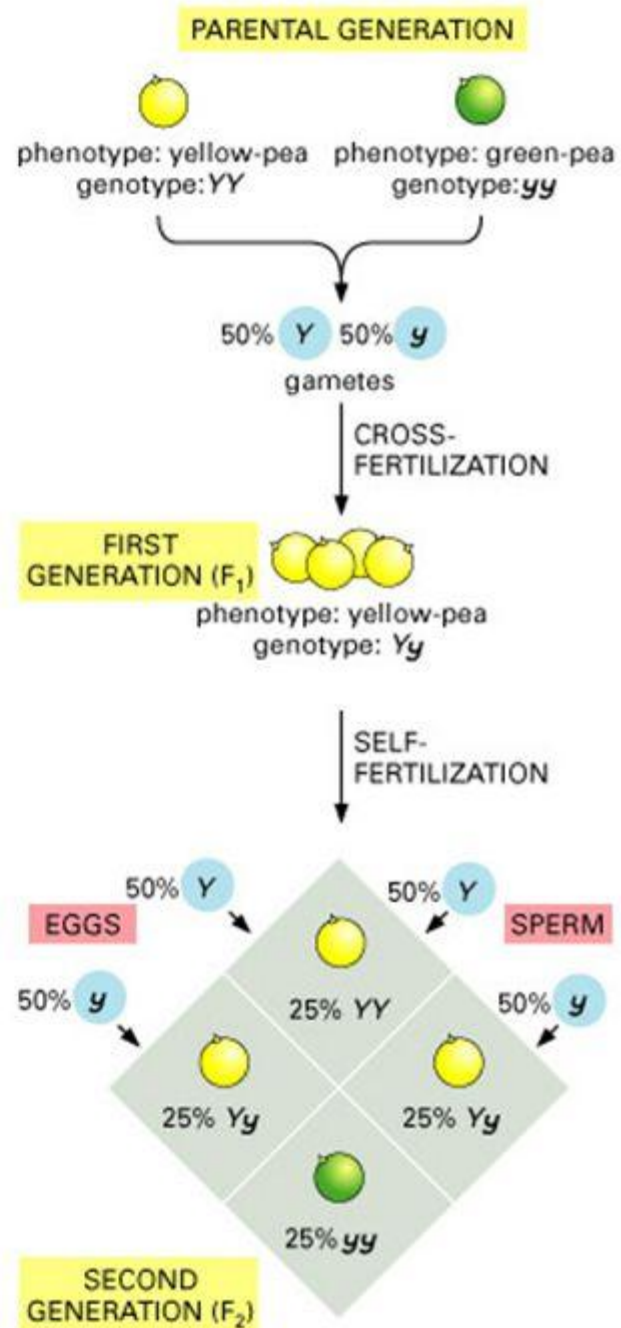 PARENTAL GENERATION
phenotype: yellow-pea
genotype:YY
phenotype: green-pea
genotype:yy
50% Y 50% y
gametes
CROSS-
FERTILIZATION
FIRST
GENERATION (F₁)
phenotype: yellow-pea
genotype: Yy
SELF-
FERTILIZATION
50% Y
50% Y
EGGS
SPERM
50% y
50% y
25% YY
25% Yy
25% Yy
25% yy
SECOND
GENERATION (F₂)